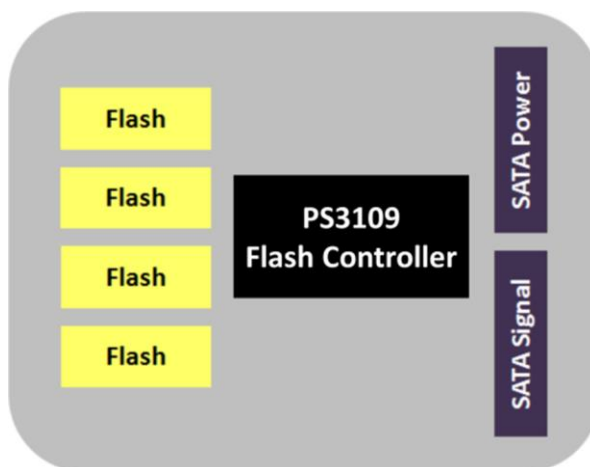 Flash
Flash
Flash
Flash
PS3109
Flash Controller
SATA Power
SATA Signal